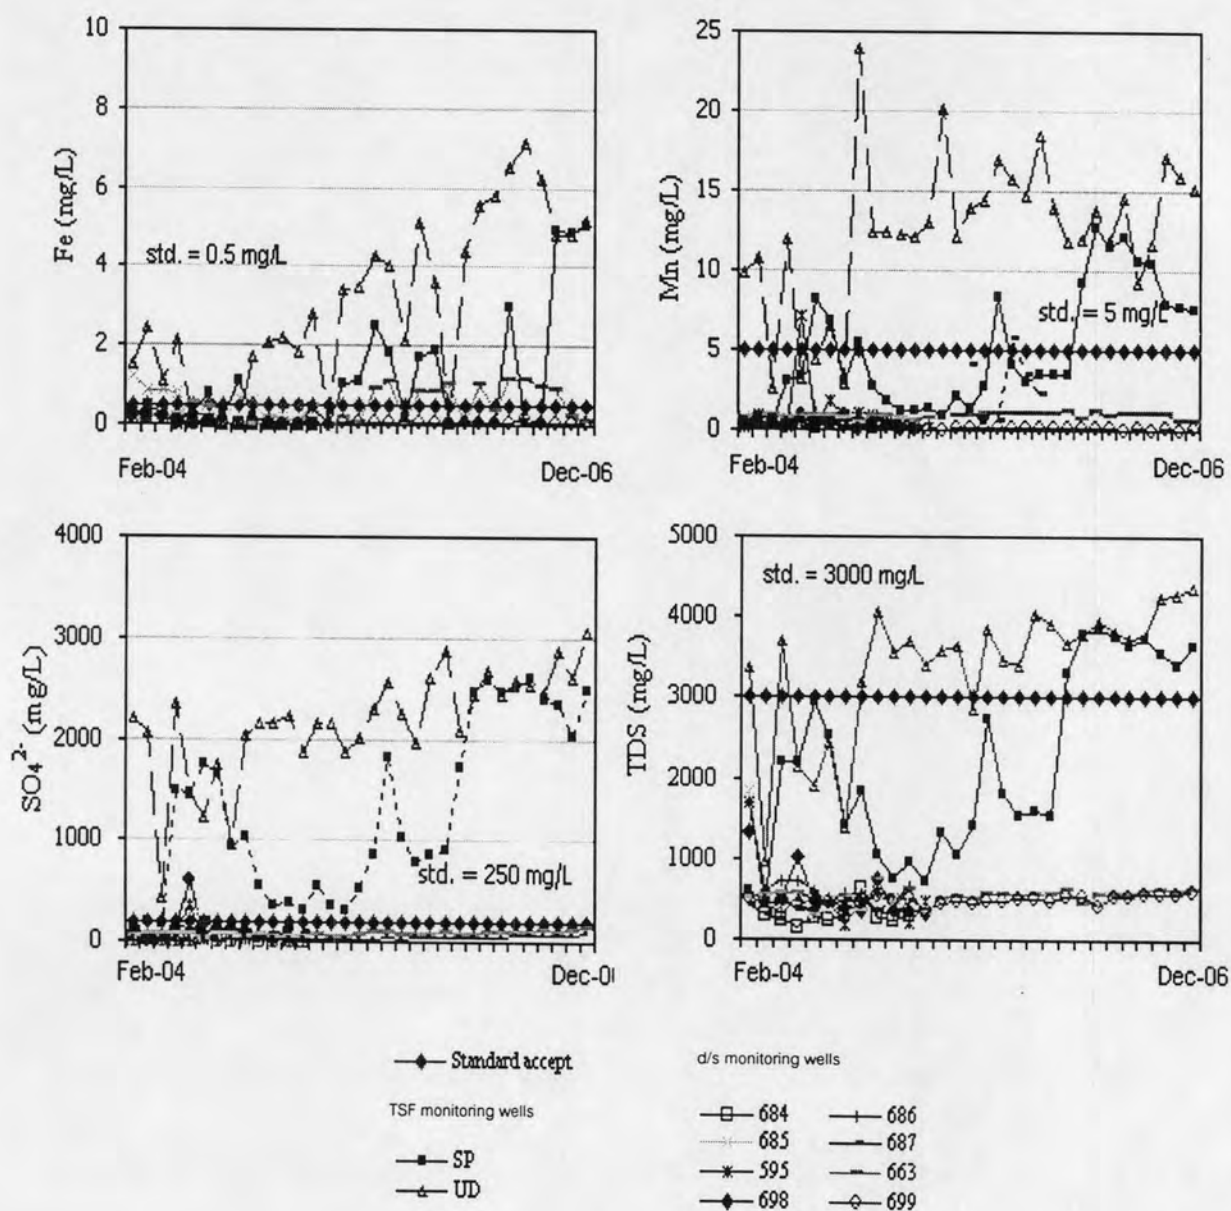 10
8
6
4
2
0
Fe (mg/L)
std. = 0.5 mg/L
Feb-04
Dec-06
25
20
15
10
5
0
Mn (mg/L)
std. = 5 mg/L
Feb-04
Dec-06
4000
3000
2000
1000
0
SO₄²⁻ (mg/L)
std. = 250 mg/L
Feb-04
Dec-0
5000
4000
3000
2000
1000
0
TDS (mg/L)
std. = 3000 mg/L
Feb-04
Dec-06
Standard accept
TSF monitoring wells
SP
UD
d/s monitoring wells
684
686
685
687
595
663
698
699